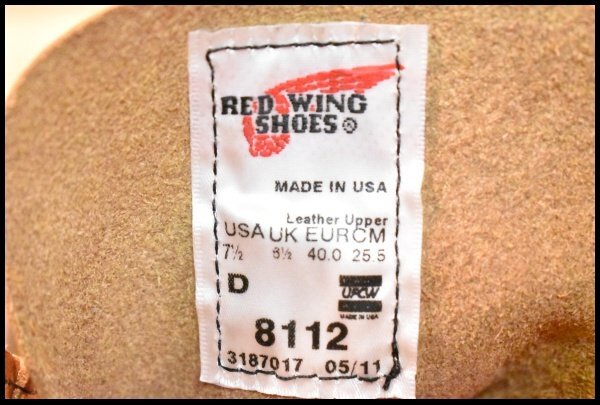 RED WING
SHOES®
MADE IN USA
Leather Upper
USA UK EUR CM
7½ 6½ 40.0 25.5
D
UFCW
MADE IN USA
8112
3187017 05/11